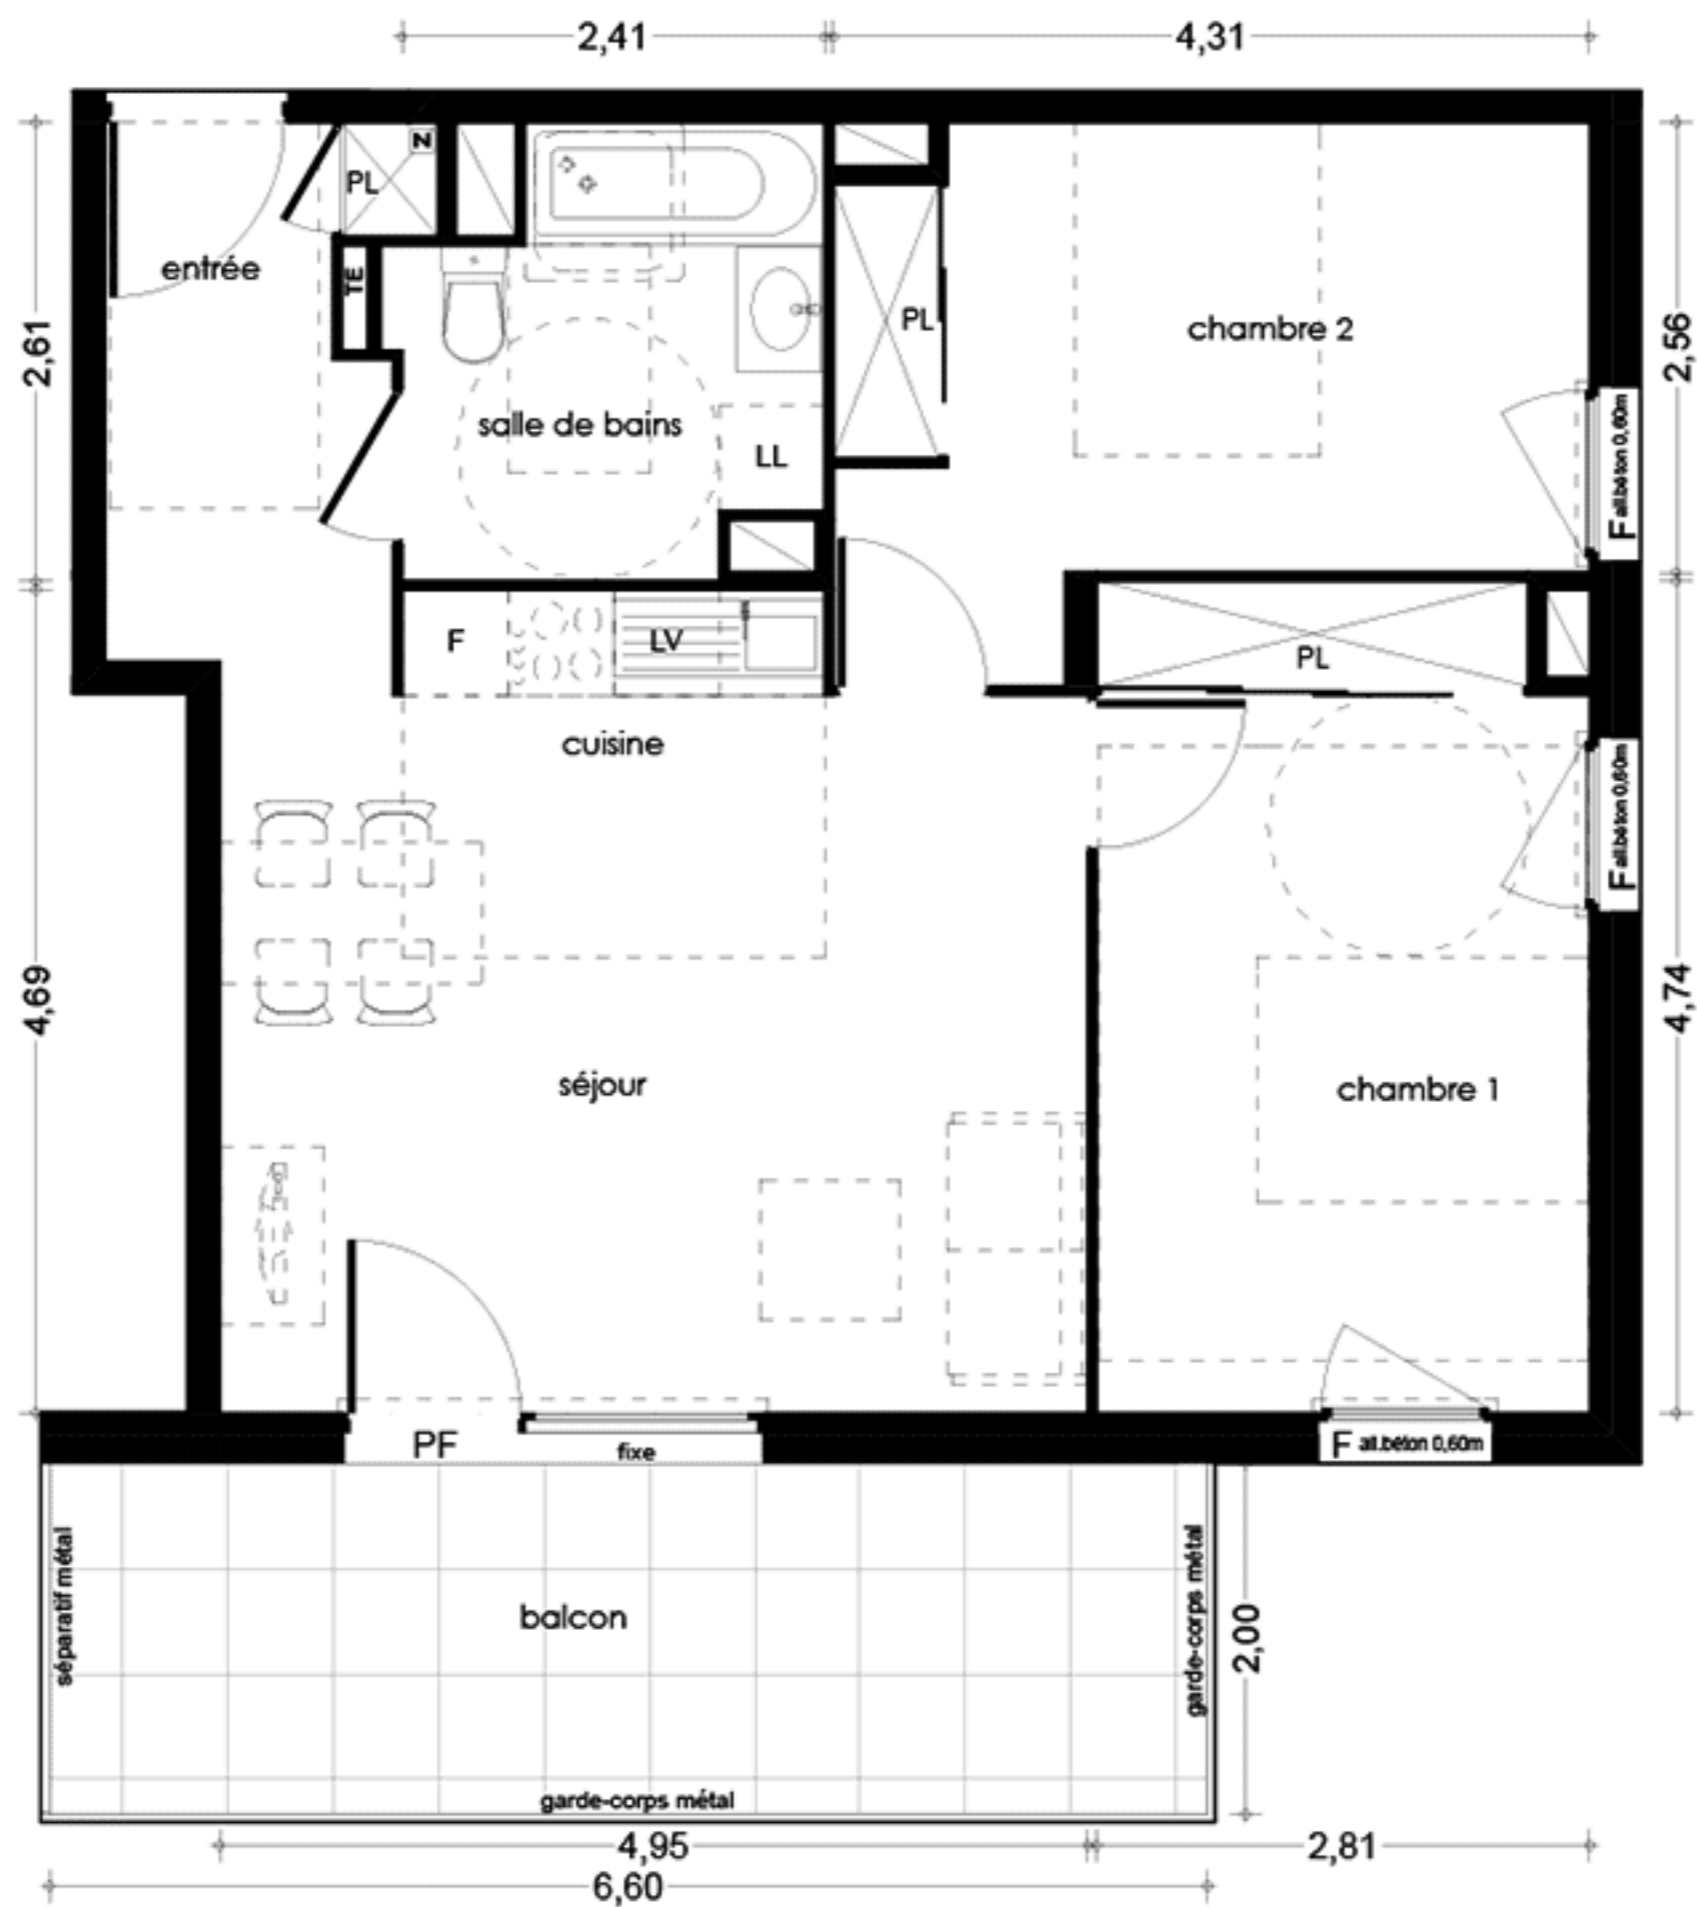 2,41
4,31
N
PL
entrée
TE
2,61
PL
chambre 2
2,56
salle de bains
LL
F all.béton 0,60m
F
LV
PL
cuisine
F all.béton 0,60m
4,69
4,74
séjour
chambre 1
PF
fixe
F all.béton 0,60m
séparatif métal
balcon
garde-corps métal
2,00
garde-corps métal
4,95
2,81
6,60